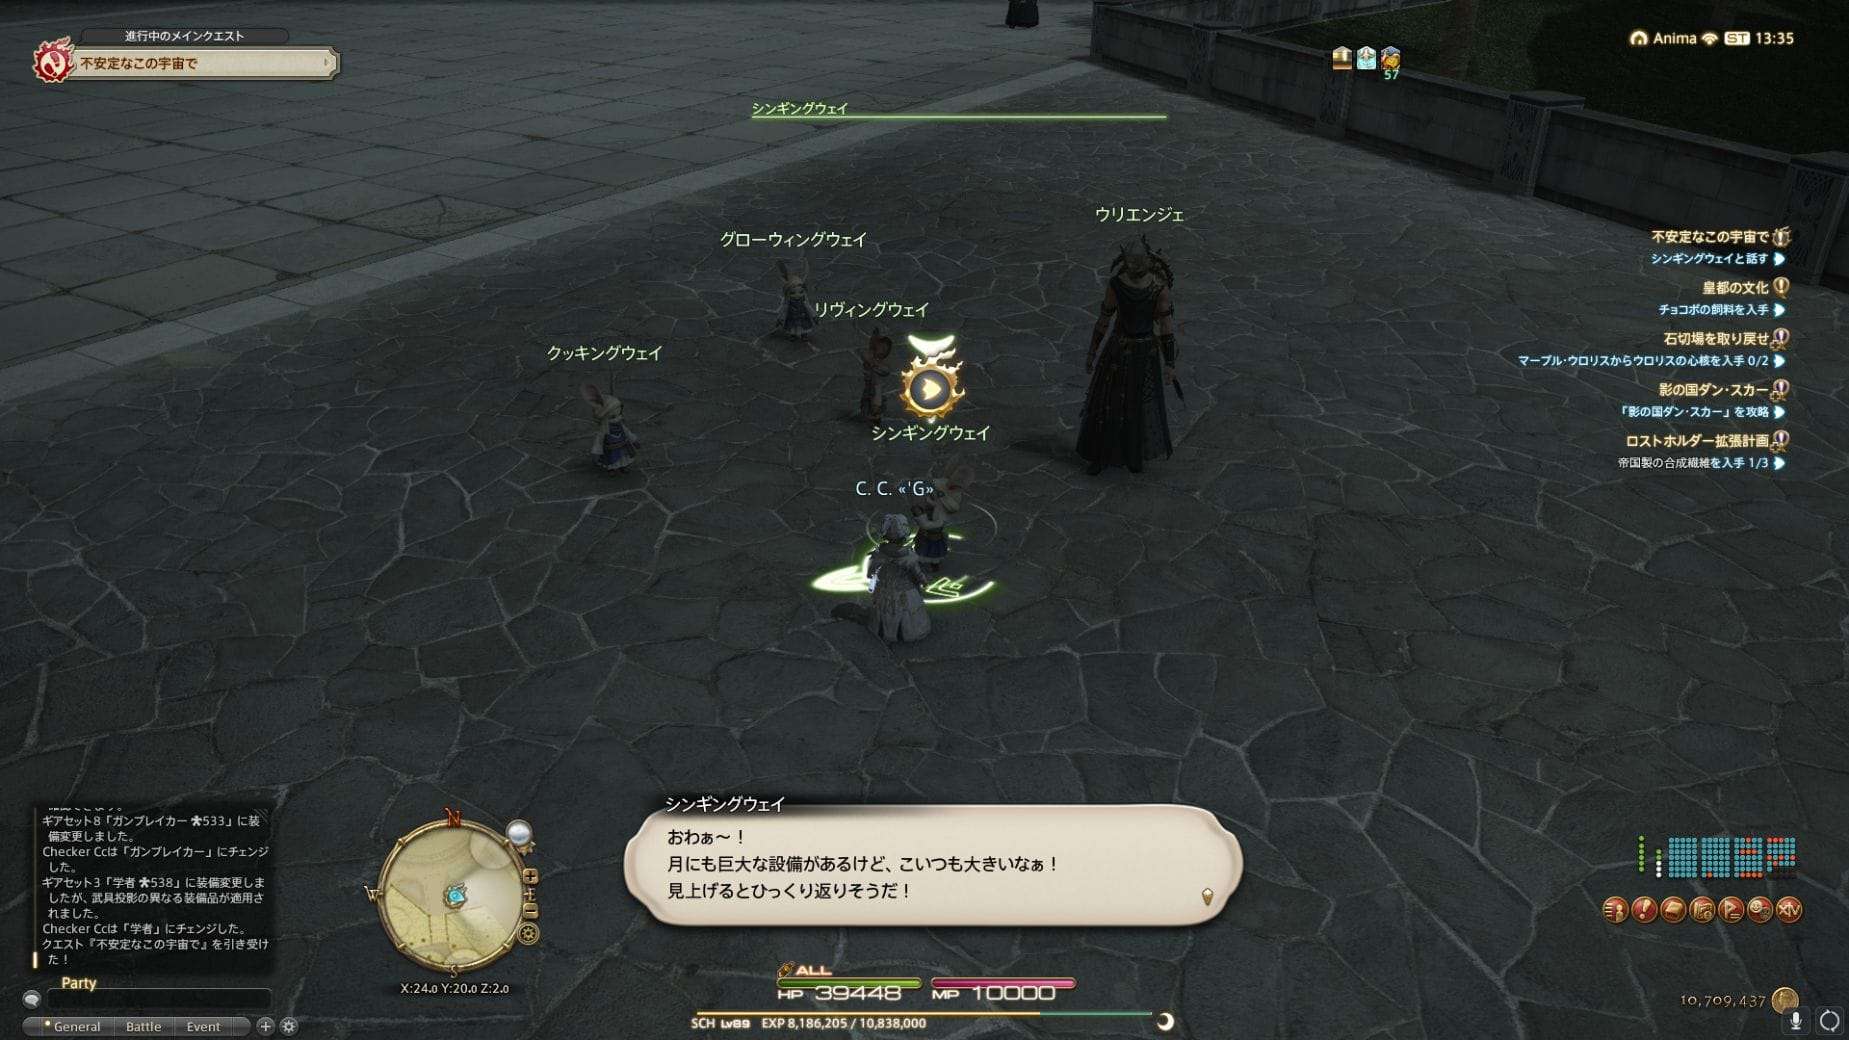 進行中のメインクエスト
不安定なこの宇宙で
57
Anima ST 13:35
シンギングウェイ
ウリエンジェ
グローウィングウェイ
リヴィングウェイ
クッキングウェイ
シンギングウェイ
C. C. «'G»
不安定なこの宇宙で
シンギングウェイと話す
皇都の文化
チョコボの飼料を入手
石切場を取り戻せ
マーブル・ウロリスからウロリスの心核を入手 0/2
影の国ダン・スカー
「影の国ダン・スカー」を攻略
ロストホルダー拡張計画
帝国製の合成繊維を入手 1/3
シンギングウェイ
おわぁ～！
月にも巨大な設備があるけど、こいつも大きいなぁ！
見上げるとひっくり返りそうだ！
ギアセット8「ガンブレイカー 533」に装
備変更しました。
Checker Ccは「ガンブレイカー」にチェンジ
した。
ギアセット3「学者 538」に装備変更しま
したが、武具投影の異なる装備品が適用さ
れました。
Checker Ccは「学者」にチェンジした。
クエスト『不安定なこの宇宙で』を引き受け
た！
Party
General Battle Event
N
W
S
X:24.0 Y:20.0 Z:2.0
ALL
HP 39448 MP 10000
SCH Lv89 EXP 8,186,205 / 10,838,000
XIV
10,709,437